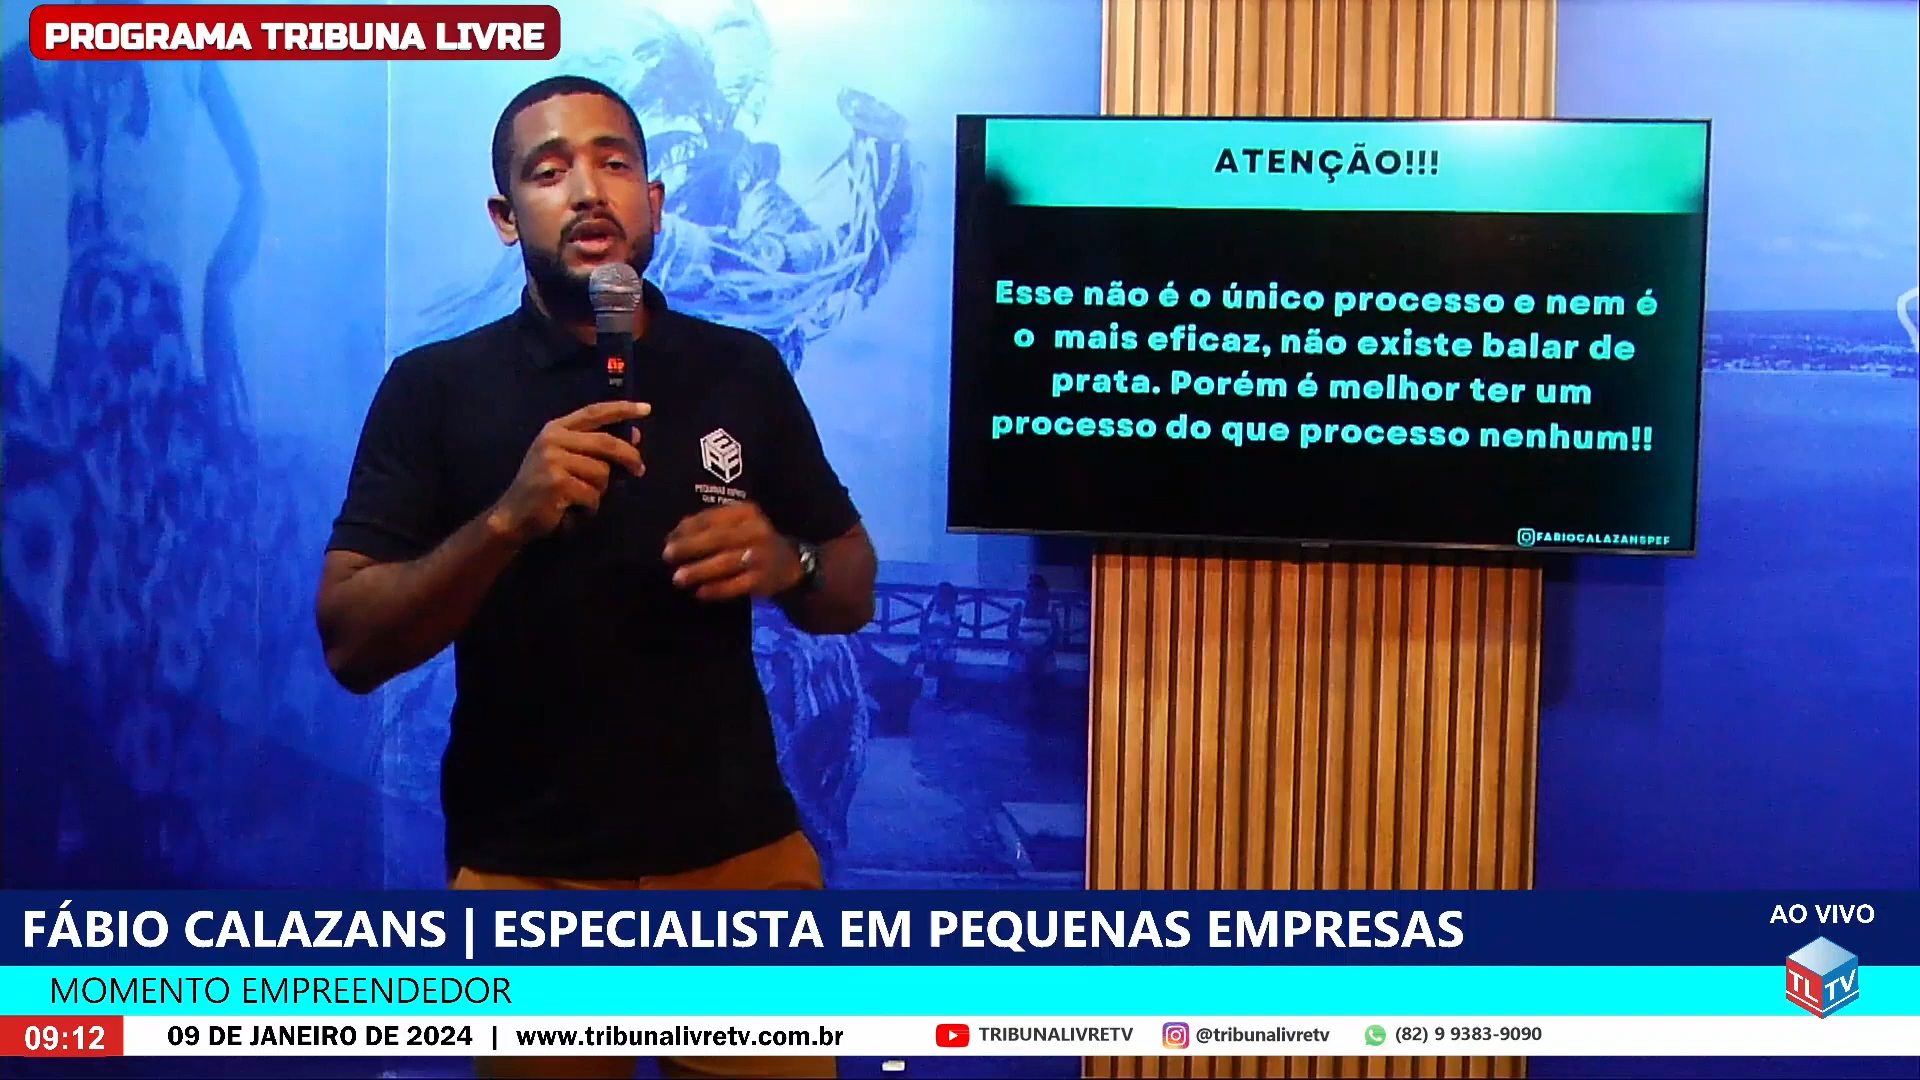 PROGRAMA TRIBUNA LIVRE
ATENÇÃO!!!
Esse não é o único processo e nem é
o mais eficaz, não existe balar de
prata. Porém é melhor ter um
processo do que processo nenhum!!
FABIOCALAZANSPEF
FÁBIO CALAZANS | ESPECIALISTA EM PEQUENAS EMPRESAS
AO VIVO
MOMENTO EMPREENDEDOR
TL TV
09:12
09 DE JANEIRO DE 2024 | www.tribunalivretv.com.br
TRIBUNALIVRETV
@tribunalivretv
(82) 9 9383-9090